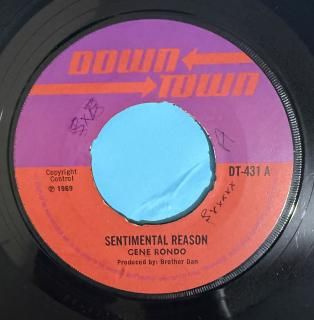 DOWN
TOWN
Copyright
Control
℗ 1969
DT-431 A
SENTIMENTAL REASON
GENE RONDO
Produced by: Brother Dan